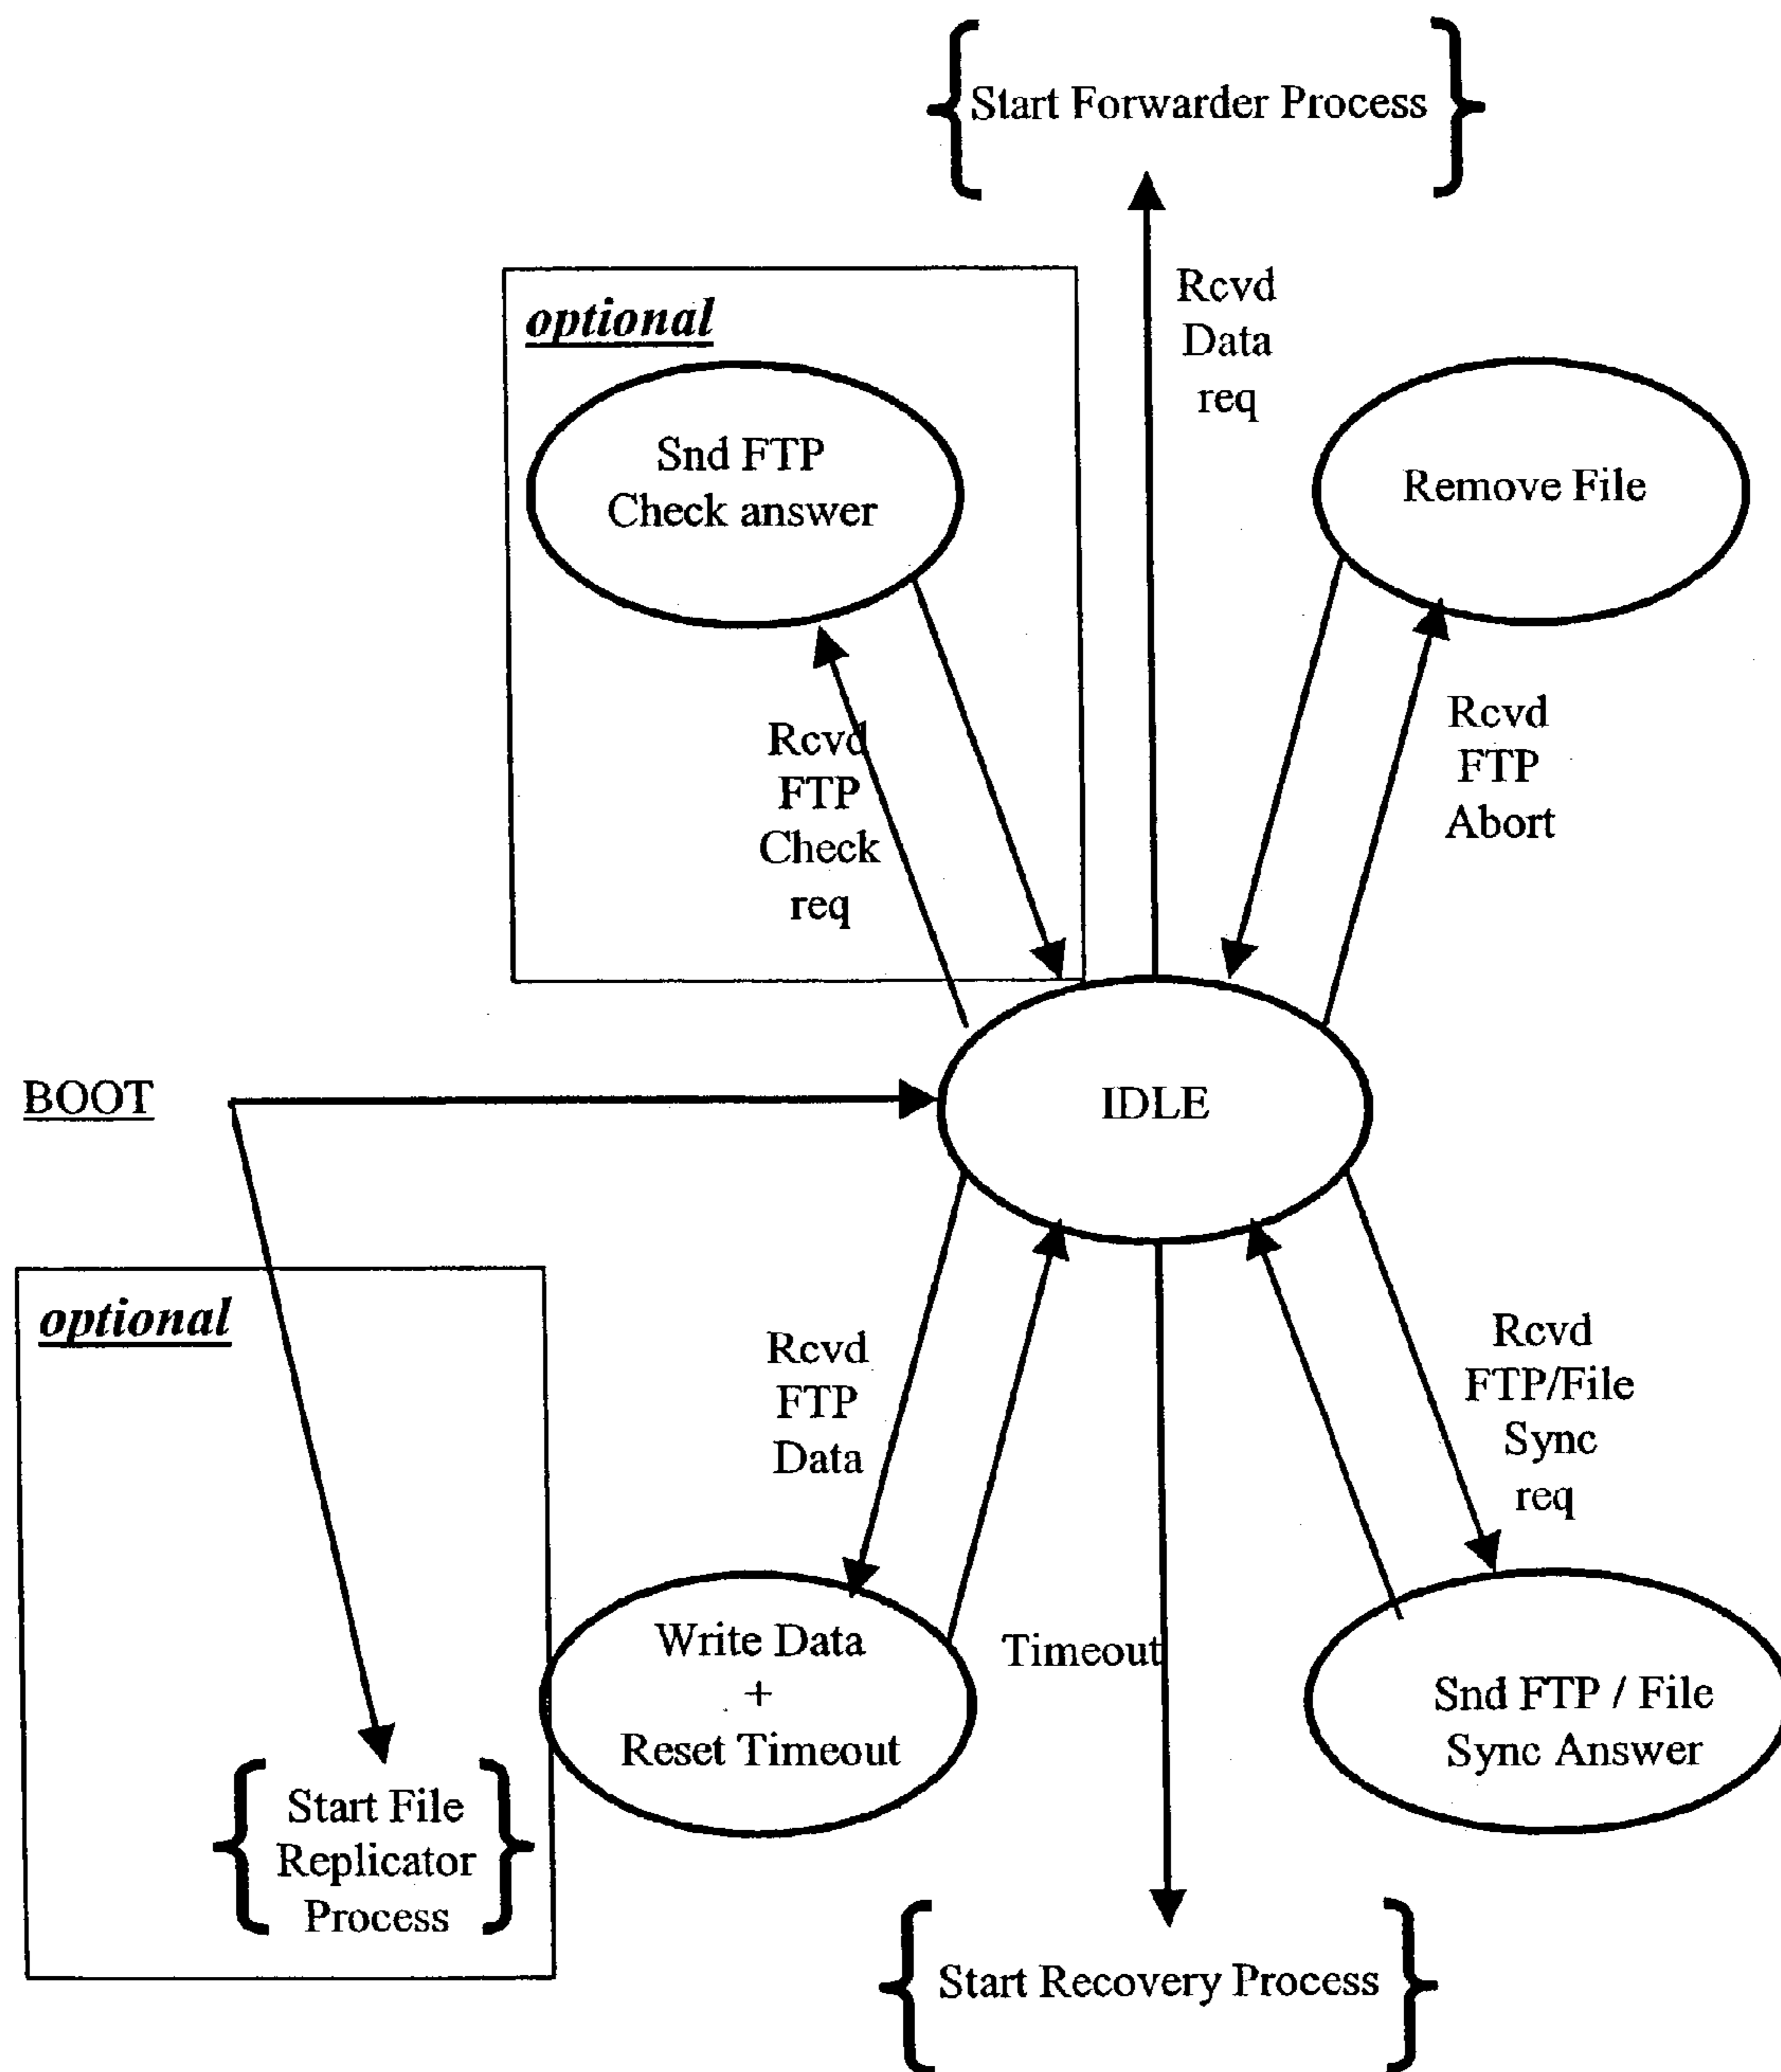 Start Forwarder Process
Rcvd
Data
req
optional
Snd FTP
Check answer
Remove File
Rcvd
FTP
Check
req
Rcvd
FTP
Abort
BOOT
IDLE
optional
Rcvd
FTP
Data
Rcvd
FTP/File
Sync
req
Write Data
+
Reset Timeout
Timeout
Snd FTP / File
Sync Answer
Start File
Replicator
Process
Start Recovery Process